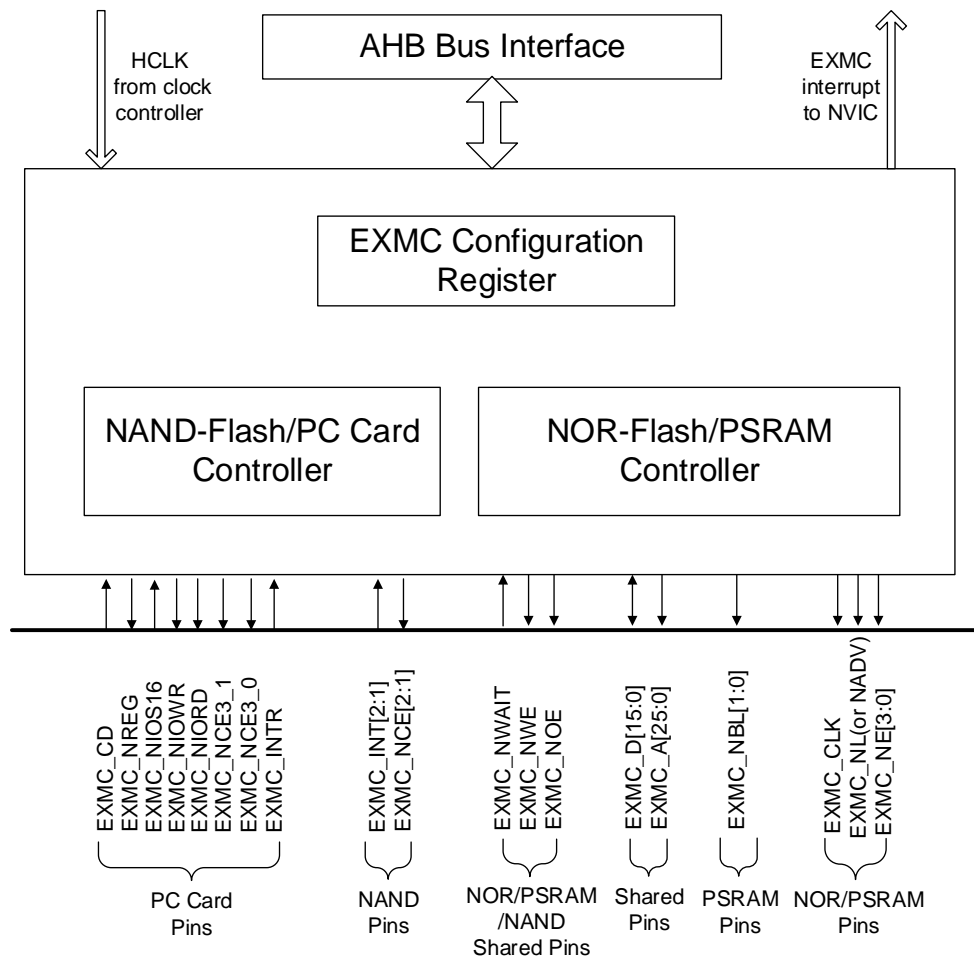 HCLK
from clock
controller
AHB Bus Interface
EXMC
interrupt
to NVIC
EXMC Configuration
Register
NAND-Flash/PC Card
Controller
NOR-Flash/PSRAM
Controller
EXMC_CD
EXMC_NREG
EXMC_NIOS16
EXMC_NIOWR
EXMC_NIORD
EXMC_NCE3_1
EXMC_NCE3_0
EXMC_INTR
EXMC_INT[2:1]
EXMC_NCE[2:1]
EXMC_NWAIT
EXMC_NWE
EXMC_NOE
EXMC_D[15:0]
EXMC_A[25:0]
EXMC_NBL[1:0]
EXMC_CLK
EXMC_NL(or NADV)
EXMC_NE[3:0]
PC Card
Pins
NAND
Pins
NOR/PSRAM
/NAND
Shared Pins
Shared
Pins
PSRAM
Pins
NOR/PSRAM
Pins